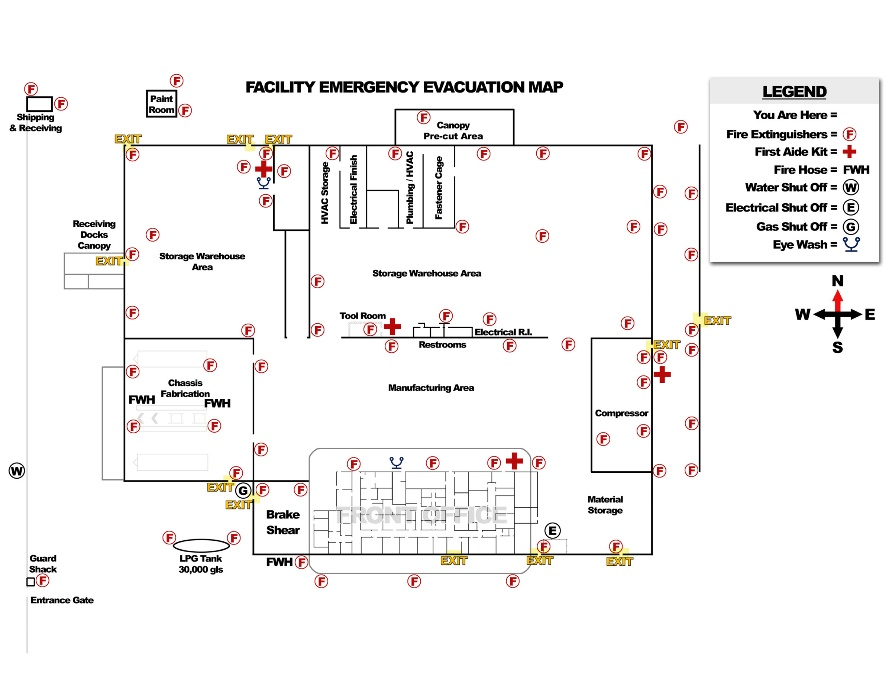 FACILITY EMERGENCY EVACUATION MAP
LEGEND
You Are Here =
Fire Extinguishers = F
First Aide Kit =
Fire Hose = FWH
Water Shut Off = W
Electrical Shut Off = E
Gas Shut Off = G
Eye Wash =
N
W E
S
F
F
Shipping
& Receiving
F
Paint
Room
F
F
Canopy
Pre-cut Area
F
EXIT
EXIT
EXIT
F
F
F
F
F
F
F
F
F
F
HVAC Storage
Electrical Finish
Plumbing / HVAC
Fastener Cage
F
F
F
F
F
F
F
F
Receiving
Docks
Canopy
EXIT
F
F
Storage Warehouse
Area
Storage Warehouse Area
F
F
F
F
Tool Room
F
F
F
Electrical R.I.
Restrooms
F
F
F
F
F
EXIT
F
EXIT
F
F
F
F
F
Chassis
Fabrication
FWH
FWH
F
F
F
F
Manufacturing Area
F
Compressor
F
F
F
F
F
W
F
EXIT
G
EXIT
F
F
F
F
F
F
FRONT OFFICE
Brake
Shear
Material
Storage
E
F
F
LPG Tank
30,000 gls
FWH
F
F
EXIT
EXIT
F
EXIT
F
F
F
Guard
Shack
F
Entrance Gate